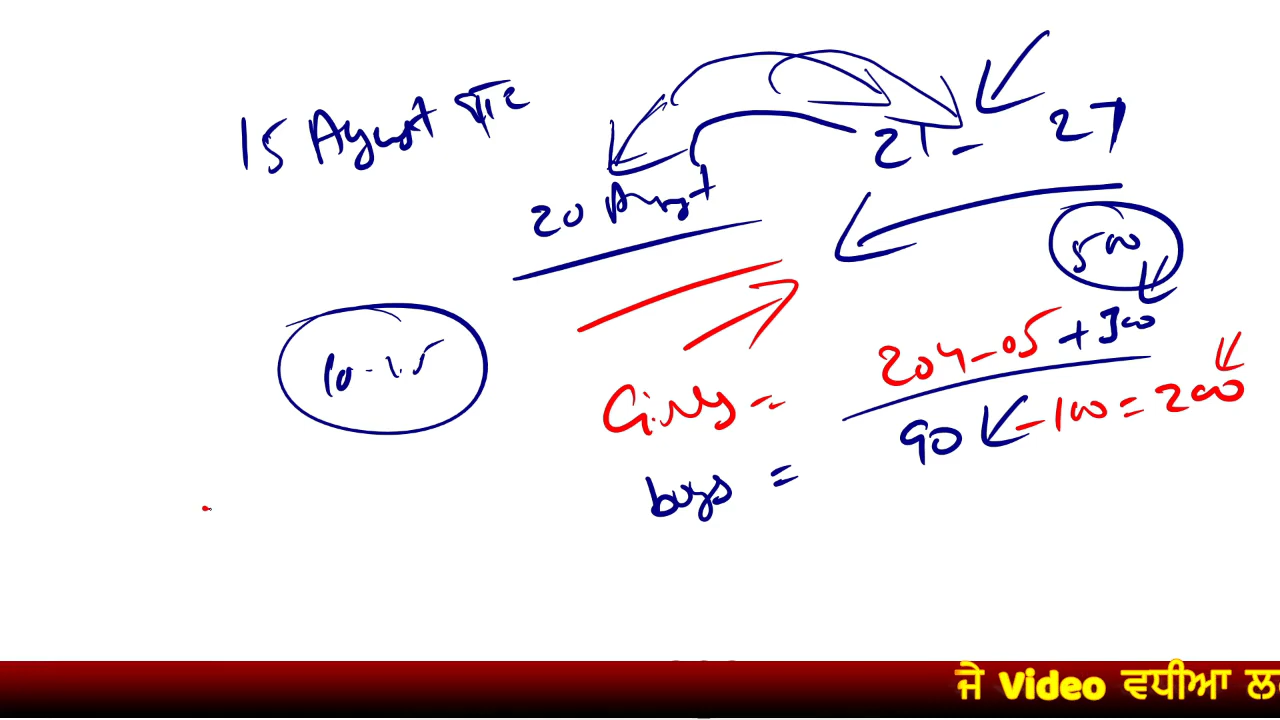 15 August ਤੱਕ
20 August
21 - 27
500
10-15
204-05 + 300
Girls =
90 - 100 = 200
boys =
ਜੇ Video ਵਧੀਆ